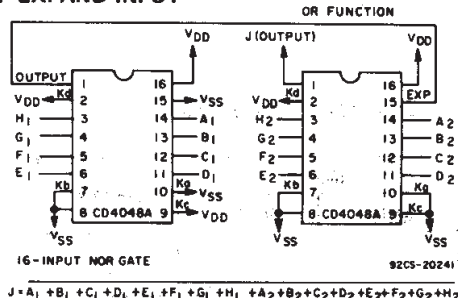 EXPAND INPUT
OR FUNCTION
VDD
OUTPUT
1 16
VDD Kd 2 15 VSS
H1 3 14 A1
G1 4 13 B1
F1 5 12 C1
E1 6 11 D1
Kb 7 10 Ka VSS
8 CD4048A 9 Kc VDD
VSS
J (OUTPUT)
VDD
1 16
VDD Kd 2 15 EXP
H2 3 14 A2
G2 4 13 B2
F2 5 12 C2
E2 6 11 D2
Kb 7 10 Ka
8 CD4048A 9 Kc
VSS VSS
16-INPUT NOR GATE
92CS-20241
J=A1+B1+C1+D1+E1+F1+G1+H1+A2+B2+C2+D2+E2+F2+G2+H2